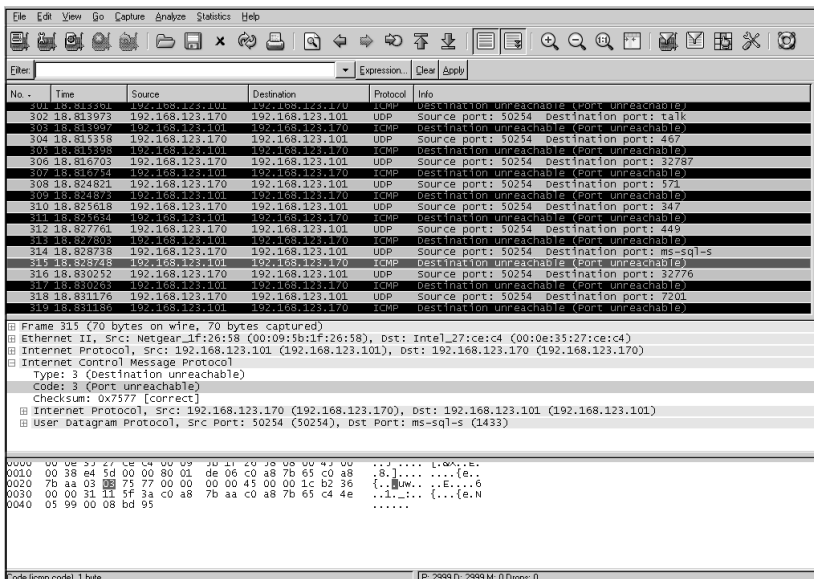 File Edit View Go Capture Analyze Statistics Help
Filter: Expression... Clear Apply
No. - Time Source Destination Protocol Info
301 18.813361 192.168.123.101 192.168.123.170 ICMP Destination unreachable (Port unreachable)
302 18.813973 192.168.123.170 192.168.123.101 UDP Source port: 50254 Destination port: talk
303 18.813997 192.168.123.101 192.168.123.170 ICMP Destination unreachable (Port unreachable)
304 18.815358 192.168.123.170 192.168.123.101 UDP Source port: 50254 Destination port: 467
305 18.815398 192.168.123.101 192.168.123.170 ICMP Destination unreachable (Port unreachable)
306 18.816703 192.168.123.170 192.168.123.101 UDP Source port: 50254 Destination port: 32787
307 18.816754 192.168.123.101 192.168.123.170 ICMP Destination unreachable (Port unreachable)
308 18.824821 192.168.123.170 192.168.123.101 UDP Source port: 50254 Destination port: 571
309 18.824873 192.168.123.101 192.168.123.170 ICMP Destination unreachable (Port unreachable)
310 18.825618 192.168.123.170 192.168.123.101 UDP Source port: 50254 Destination port: 347
311 18.825634 192.168.123.101 192.168.123.170 ICMP Destination unreachable (Port unreachable)
312 18.827761 192.168.123.170 192.168.123.101 UDP Source port: 50254 Destination port: 449
313 18.827803 192.168.123.101 192.168.123.170 ICMP Destination unreachable (Port unreachable)
314 18.828738 192.168.123.170 192.168.123.101 UDP Source port: 50254 Destination port: ms-sql-s
315 18.828748 192.168.123.101 192.168.123.170 ICMP Destination unreachable (Port unreachable)
316 18.830252 192.168.123.170 192.168.123.101 UDP Source port: 50254 Destination port: 32776
317 18.830263 192.168.123.101 192.168.123.170 ICMP Destination unreachable (Port unreachable)
318 18.831176 192.168.123.170 192.168.123.101 UDP Source port: 50254 Destination port: 7201
319 18.831186 192.168.123.101 192.168.123.170 ICMP Destination unreachable (Port unreachable)
Frame 315 (70 bytes on wire, 70 bytes captured)
Ethernet II, Src: Netgear_1f:26:58 (00:09:5b:1f:26:58), Dst: Intel_27:ce:c4 (00:0e:35:27:ce:c4)
Internet Protocol, Src: 192.168.123.101 (192.168.123.101), Dst: 192.168.123.170 (192.168.123.170)
Internet Control Message Protocol
Type: 3 (Destination unreachable)
Code: 3 (Port unreachable)
Checksum: 0x7577 [correct]
Internet Protocol, Src: 192.168.123.170 (192.168.123.170), Dst: 192.168.123.101 (192.168.123.101)
User Datagram Protocol, Src Port: 50254 (50254), Dst Port: ms-sql-s (1433)
0000 00 0e 35 27 ce c4 00 09 5b 1f 26 58 08 00 45 00 ..5'.... [.&X..E.
0010 00 38 e4 5d 00 00 80 01 de 06 c0 a8 7b 65 c0 a8 .8.].... ....{e..
0020 7b aa 03 03 75 77 00 00 00 00 45 00 00 1c b2 36 {...uw.. ..E....6
0030 00 00 31 11 5f 3a c0 a8 7b aa c0 a8 7b 65 c4 4e ..1._:.. {...{e.N
0040 05 99 00 08 bd 95 ......
Code (icmp.code), 1 byte P: 2999 D: 2999 M: 0 Drops: 0